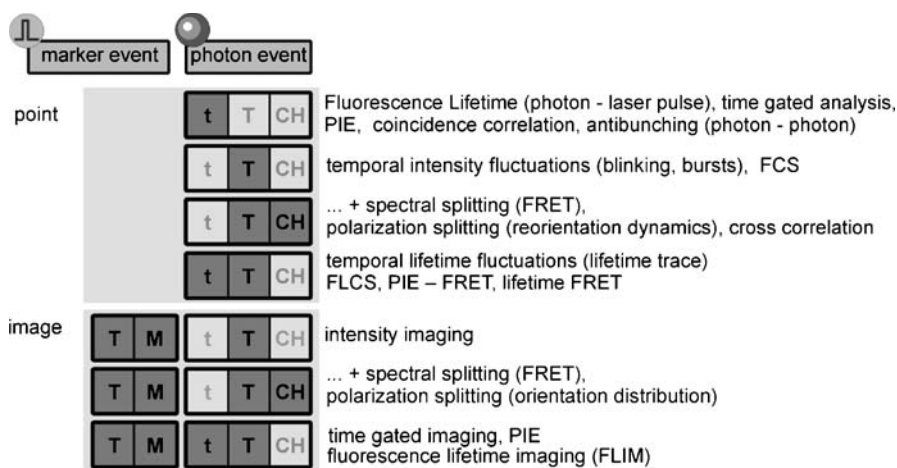 marker event photon event
point
t T CH Fluorescence Lifetime (photon - laser pulse), time gated analysis,
PIE, coincidence correlation, antibunching (photon - photon)
t T CH temporal intensity fluctuations (blinking, bursts), FCS
t T CH ... + spectral splitting (FRET),
polarization splitting (reorientation dynamics), cross correlation
t T CH temporal lifetime fluctuations (lifetime trace)
FLCS, PIE – FRET, lifetime FRET
image
T M t T CH intensity imaging
T M t T CH ... + spectral splitting (FRET),
polarization splitting (orientation distribution)
T M t T CH time gated imaging, PIE
fluorescence lifetime imaging (FLIM)